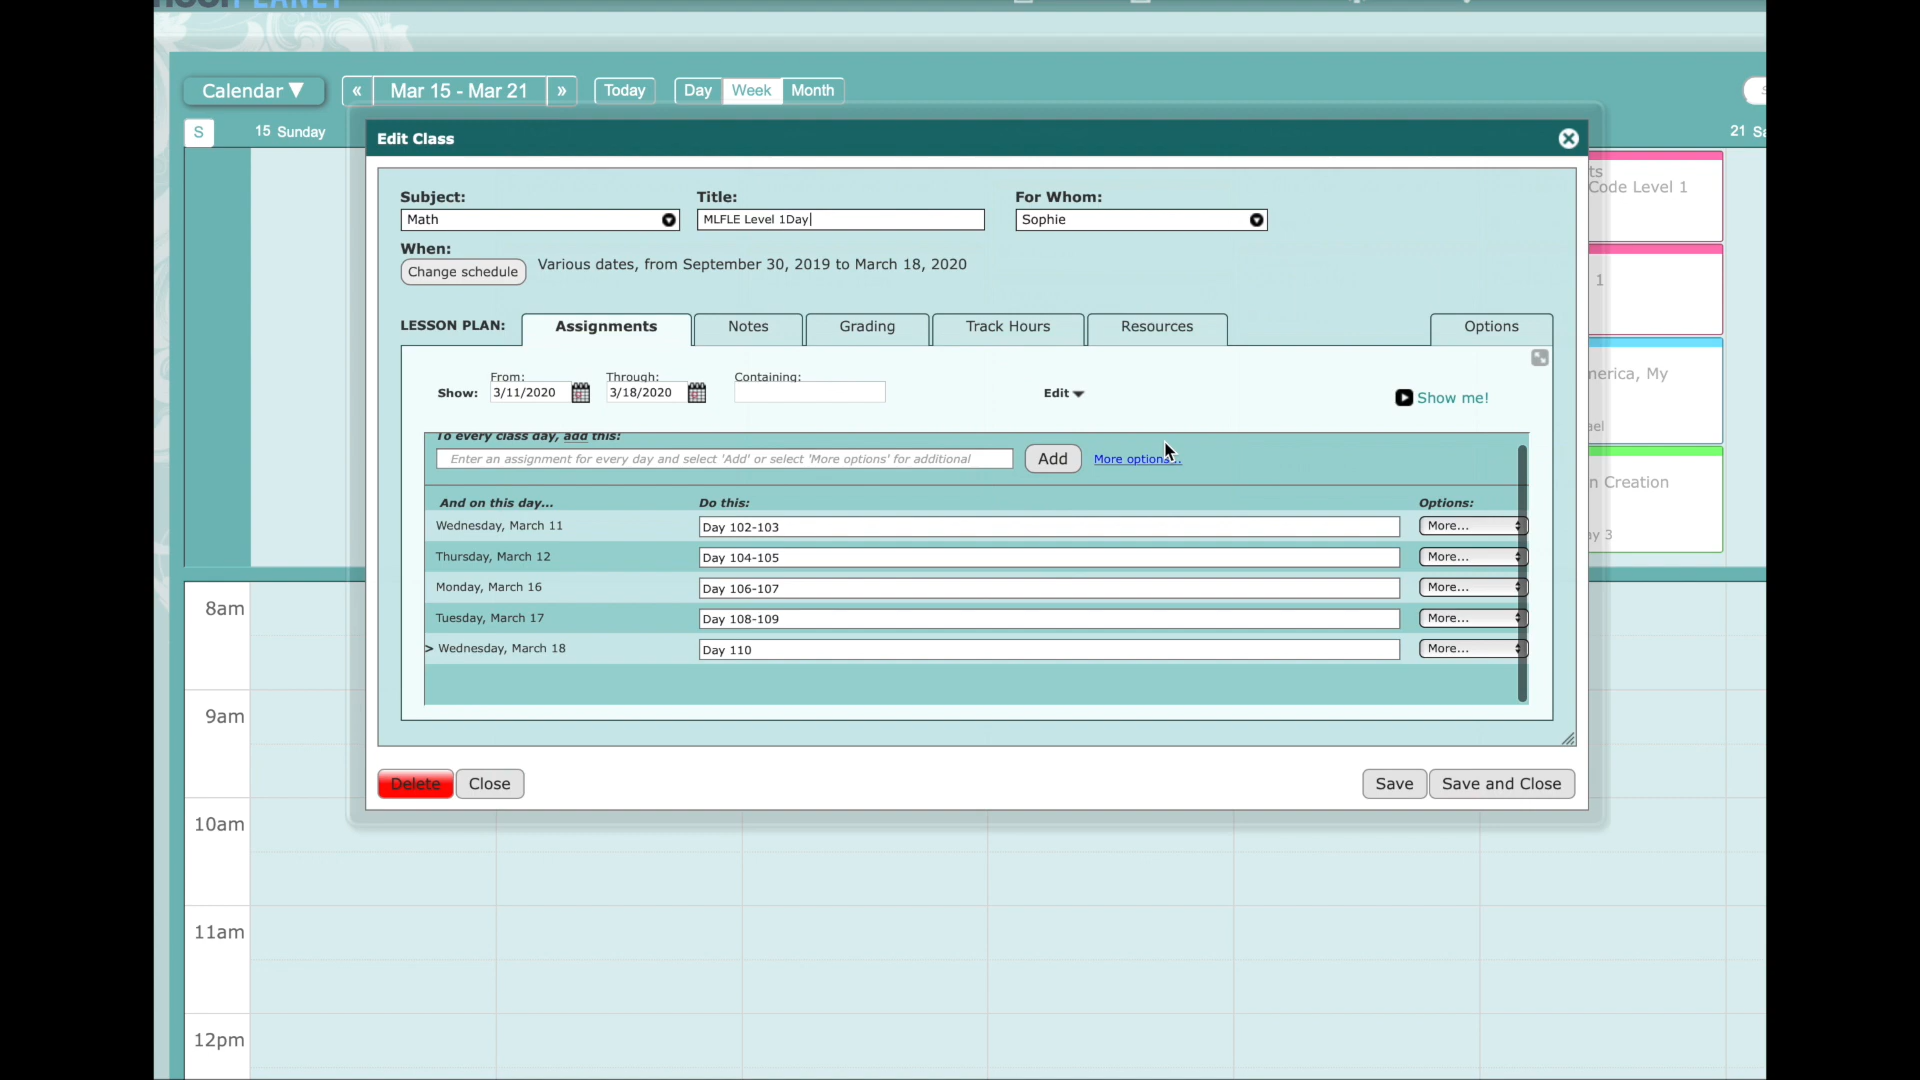 PLANET
Calendar ▼ « Mar 15 - Mar 21 » Today Day Week Month
S 15 Sunday 21
Edit Class
Subject: Title: For Whom:
Math MLFLE Level 1Day Sophie
When:
Change schedule Various dates, from September 30, 2019 to March 18, 2020
LESSON PLAN: Assignments Notes Grading Track Hours Resources Options
From: Through: Containing:
Show: 3/11/2020 3/18/2020 Edit Show me!
To every class day, add this:
Enter an assignment for every day and select 'Add' or select 'More options' for additional Add More options...
And on this day... Do this: Options:
Wednesday, March 11 Day 102-103 More...
Thursday, March 12 Day 104-105 More...
Monday, March 16 Day 106-107 More...
Tuesday, March 17 Day 108-109 More...
> Wednesday, March 18 Day 110 More...
Delete Close Save Save and Close
Code Level 1
1
My
3
n Creation
8am
9am
10am
11am
12pm